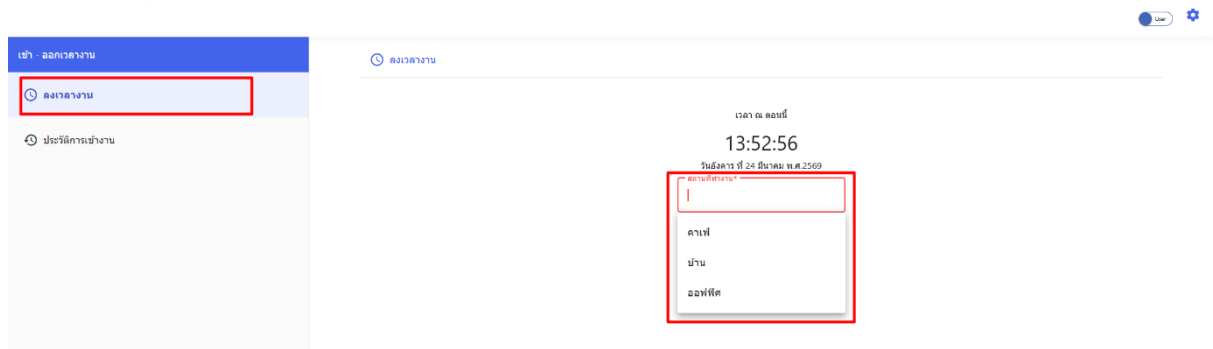 User
เข้า - ออกเวลางาน
ลงเวลางาน
ประวัติการเข้างาน
ลงเวลางาน
เวลา ณ ตอนนี้
13:52:56
วันอังคาร ที่ 24 มีนาคม พ.ศ.2569
สถานที่ทำงาน*
คาเฟ่
บ้าน
ออฟฟิศ